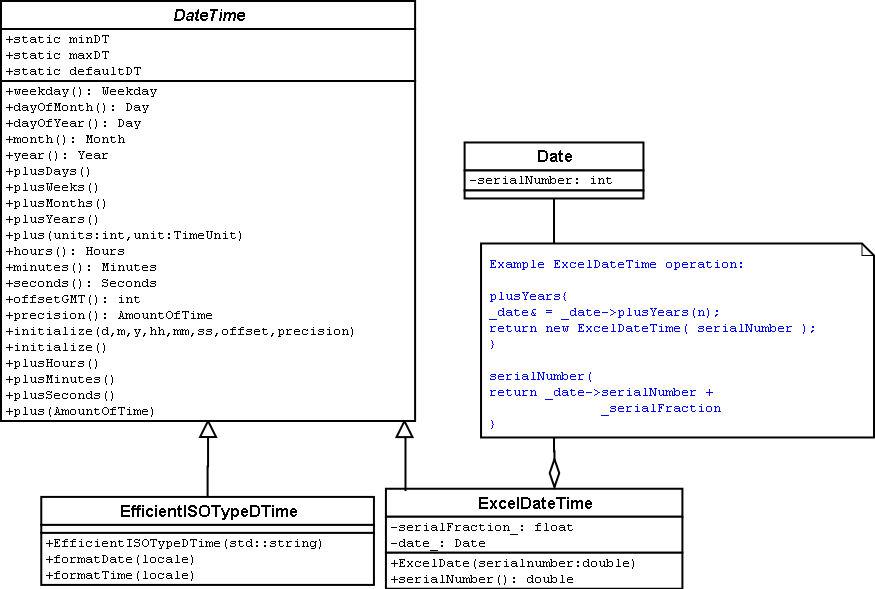 DateTime
+static minDT
+static maxDT
+static defaultDT
+weekday(): Weekday
+dayOfMonth(): Day
+dayOfYear(): Day
+month(): Month
+year(): Year
+plusDays()
+plusWeeks()
+plusMonths()
+plusYears()
+plus(units:int,unit:TimeUnit)
+hours(): Hours
+minutes(): Minutes
+seconds(): Seconds
+offsetGMT(): int
+precision(): AmountOfTime
+initialize(d,m,y,hh,mm,ss,offset,precision)
+initialize()
+plusHours()
+plusMinutes()
+plusSeconds()
+plus(AmountOfTime)
Date
-serialNumber: int
Example ExcelDateTime operation:
plusYears{
_date& = _date->plusYears(n);
return new ExcelDateTime( serialNumber );
}
serialNumber(
return _date->serialNumber +
_serialFraction
}
EfficientISOTypeDTime
+EfficientISOTypeDTime(std::string)
+formatDate(locale)
+formatTime(locale)
ExcelDateTime
-serialFraction_: float
-date_: Date
+ExcelDate(serialnumber:double)
+serialNumber(): double